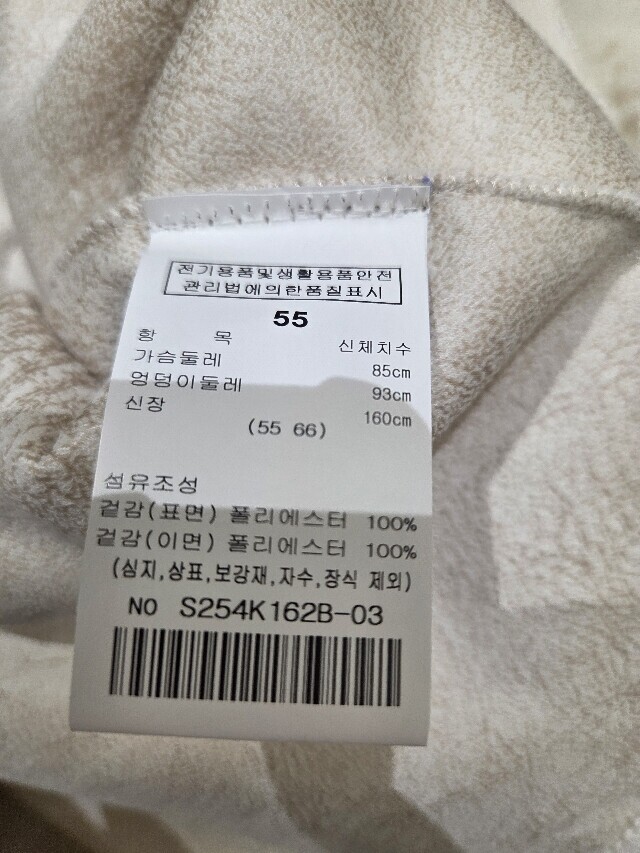 전기용품및생활용품안전
관리법에의한품질표시
55
항 목 신체치수
가슴둘레 85cm
엉덩이둘레 93cm
신장 160cm
(55 66)
섬유조성
겉감(표면) 폴리에스터 100%
겉감(이면) 폴리에스터 100%
(심지,상표,보강재,자수,장식 제외)
NO S254K162B-03